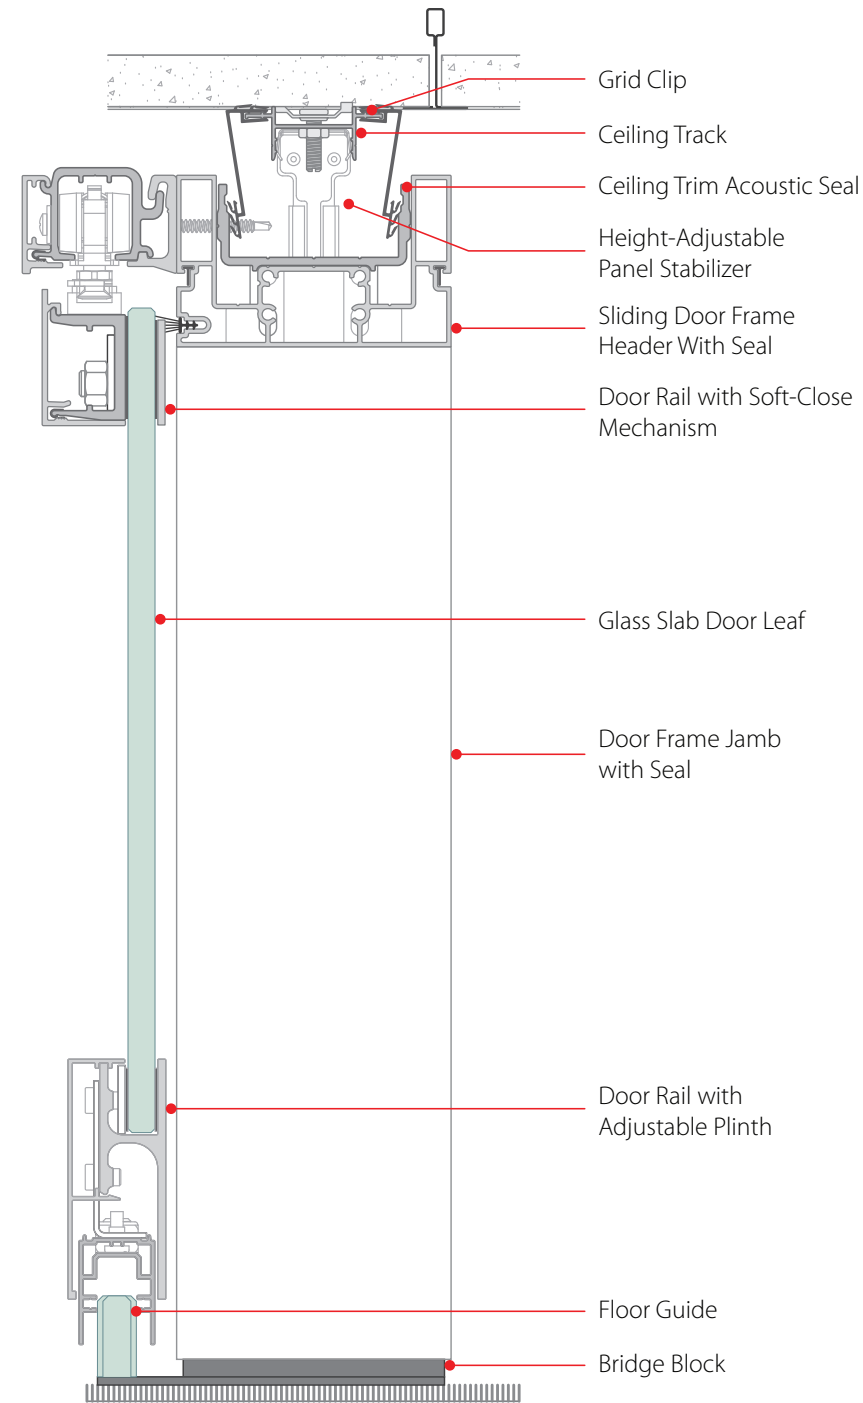 Grid Clip
Ceiling Track
Ceiling Trim Acoustic Seal
Height-Adjustable
Panel Stabilizer
Sliding Door Frame
Header With Seal
Door Rail with Soft-Close
Mechanism
Glass Slab Door Leaf
Door Frame Jamb
with Seal
Door Rail with
Adjustable Plinth
Floor Guide
Bridge Block